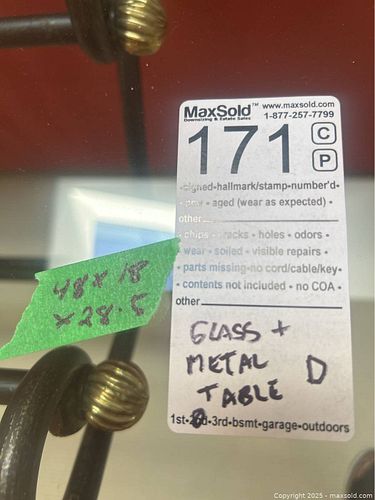 MaxSold™ www.maxsold.com
Downsizing & Estate Sales 1-877-257-7799
171 C
P
•signed-hallmark/stamp-number'd•
• new • aged (wear as expected) •
other
• chips • cracks • holes • odors •
• wear • soiled • visible repairs •
• parts missing-no cord/cable/key•
• contents not included • no COA •
other
48 X 18
X 28.5
GLASS +
METAL D
TABLE
1st-2nd-3rd-bsmt-garage-outdoors
Copyright 2025 - maxsold.com